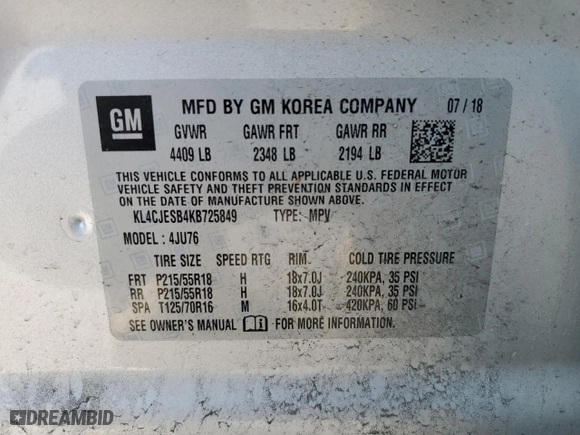 GM
MFD BY GM KOREA COMPANY 07 / 18
GVWR GAWR FRT GAWR RR
4409 LB 2348 LB 2194 LB
THIS VEHICLE CONFORMS TO ALL APPLICABLE U.S. FEDERAL MOTOR
VEHICLE SAFETY AND THEFT PREVENTION STANDARDS IN EFFECT ON
THE DATE OF MANUFACTURE SHOWN ABOVE.
KL4CJESB4KB725849 TYPE: MPV
MODEL : 4JU76
TIRE SIZE SPEED RTG RIM. COLD TIRE PRESSURE
FRT P215/55R18 H 18x7.0J 240KPA, 35 PSI
RR P215/55R18 H 18x7.0J 240KPA, 35 PSI
SPA T125/70R16 M 16x4.0T 420KPA, 60 PSI
SEE OWNER'S MANUAL FOR MORE INFORMATION.
DREAMBID